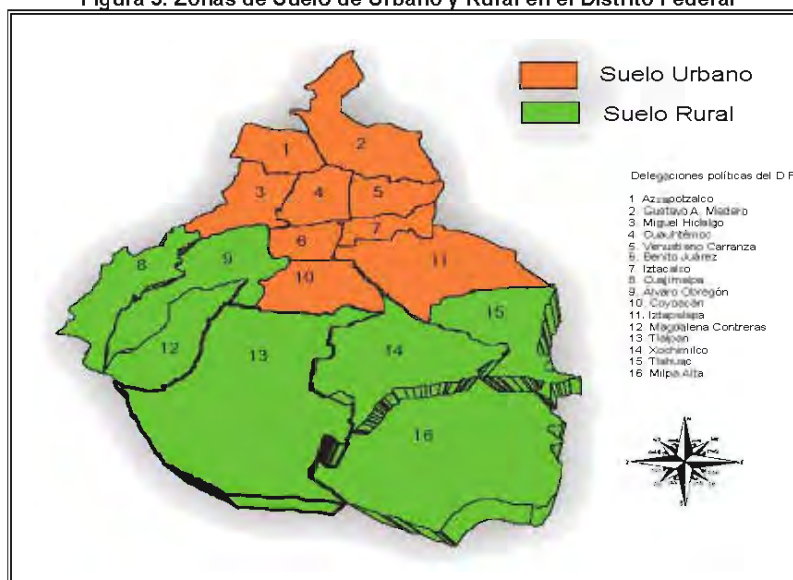 Figura 5. Zonas de Suelo de Urbano y Rural en el Distrito Federal
Suelo Urbano
Suelo Rural
Delegaciones políticas del D F
1 Azcapotzalco
2 Gustavo A. Madero
3 Miguel Hidalgo
4 Cuauhtémoc
5 Venustiano Carranza
6 Benito Juárez
7 Iztacalco
8 Cuajimalpa
9 Álvaro Obregón
10 Coyoacán
11. Iztapalapa
12 Magdalena Contreras
13 Tlalpan
14 Xochimilco
15 Tláhuac
16 Milpa Alta
1
2
3
4
5
6
7
8
9
10
11
12
13
14
15
16